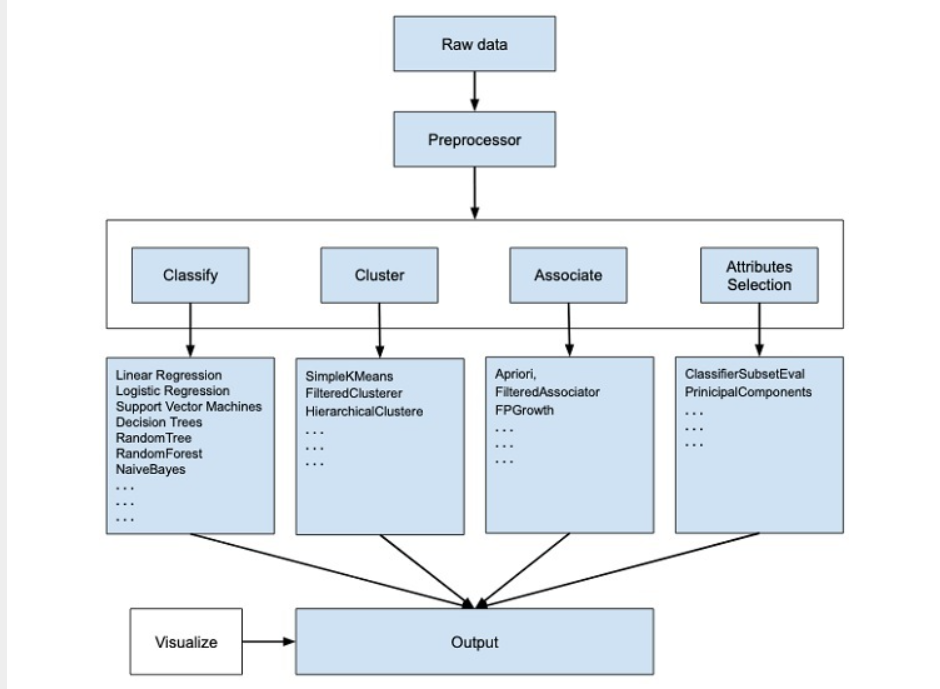 Raw data
Preprocessor
Classify
Cluster
Associate
Attributes
Selection
Linear Regression
Logistic Regression
Support Vector Machines
Decision Trees
RandomTree
RandomForest
NaiveBayes
...
...
...
SimpleKMeans
FilteredClusterer
HierarchicalClustere
...
...
...
Apriori,
FilteredAssociator
FPGrowth
...
...
...
ClassifierSubsetEval
PrinicipalComponents
...
...
...
Visualize
Output